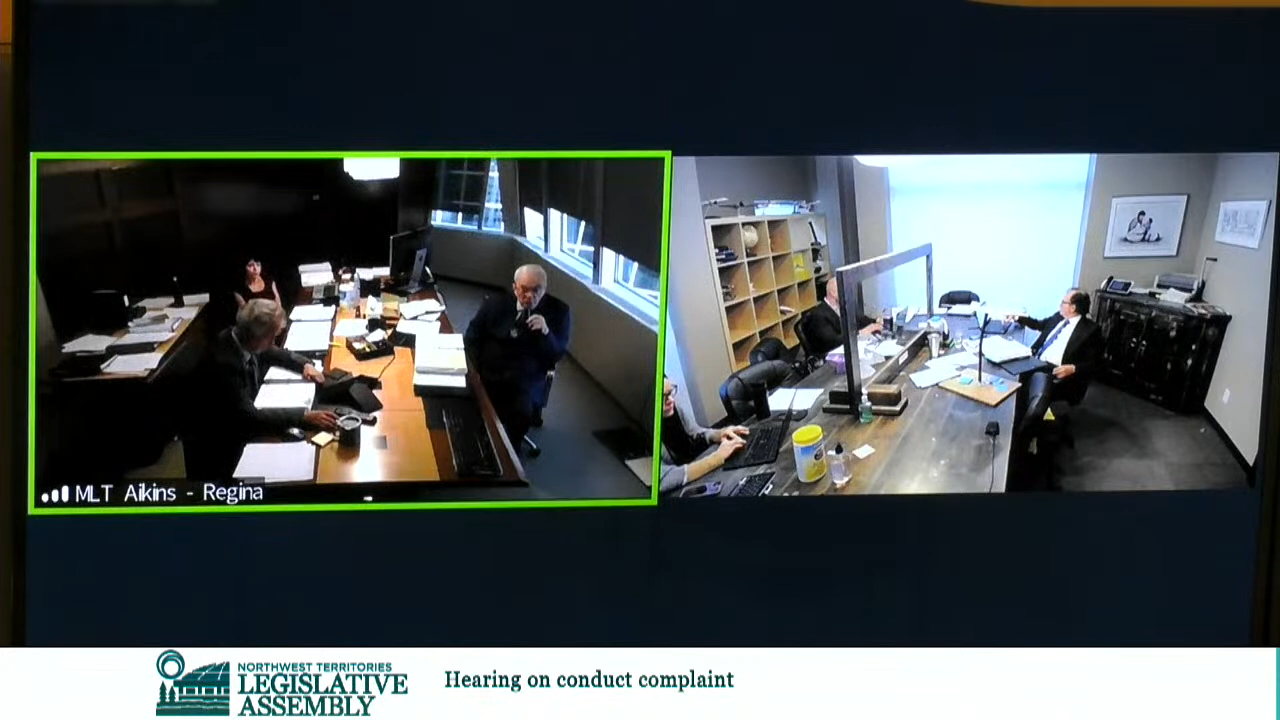 MLT Aikins - Regina
NORTHWEST TERRITORIES
LEGISLATIVE
ASSEMBLY
Hearing on conduct complaint